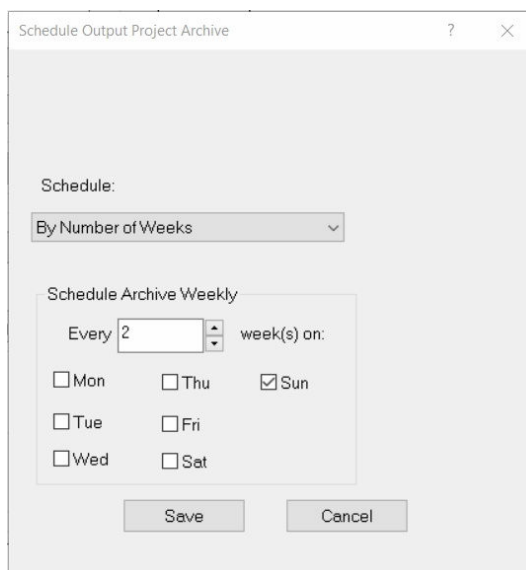 Schedule Output Project Archive ?
Schedule:
By Number of Weeks
Schedule Archive Weekly
Every 2 week(s) on:
Mon Thu Sun
Tue Fri
Wed Sat
Save Cancel